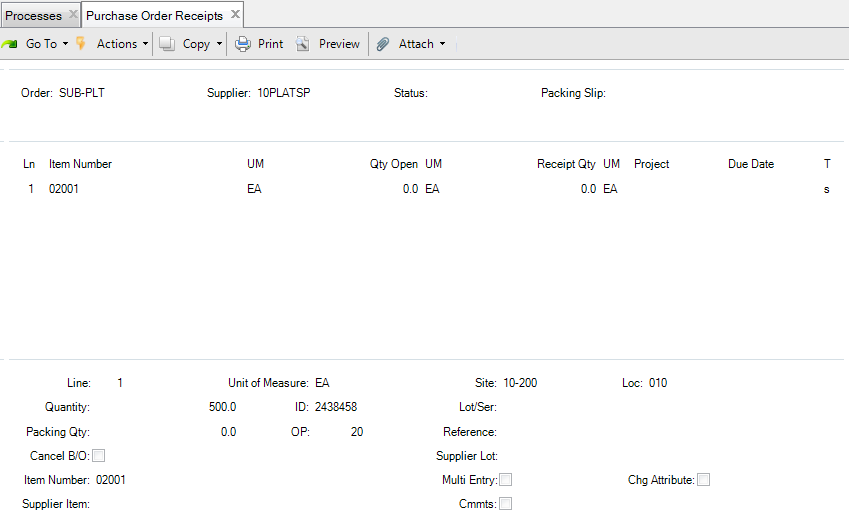 Processes Purchase Order Receipts
Go To Actions Copy Print Preview Attach
Order: SUB-PLT Supplier: 10PLATSP Status: Packing Slip:
Ln Item Number UM Qty Open UM Receipt Qty UM Project Due Date T
1 02001 EA 0.0 EA 0.0 EA s
Line: 1 Unit of Measure: EA Site: 10-200 Loc: 010
Quantity: 500.0 ID: 2438458 Lot/Ser:
Packing Qty: 0.0 OP: 20 Reference:
Cancel B/O: Supplier Lot:
Item Number: 02001 Multi Entry: Chg Attribute:
Supplier Item: Cmmts: